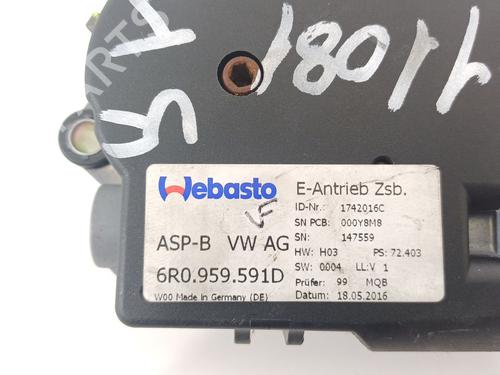 11081
Webasto
E-Antrieb Zsb.
ID-Nr.: 1742016C
SN PCB: 000Y8M8
SN: 147559
ASP-B VW AG
HW: H03 PS: 72.403
6R0.959.591D
SW: 0004 LL:V 1
Prüfer: 99 MQB
W00 Made in Germany (DE)
Datum: 18.05.2016